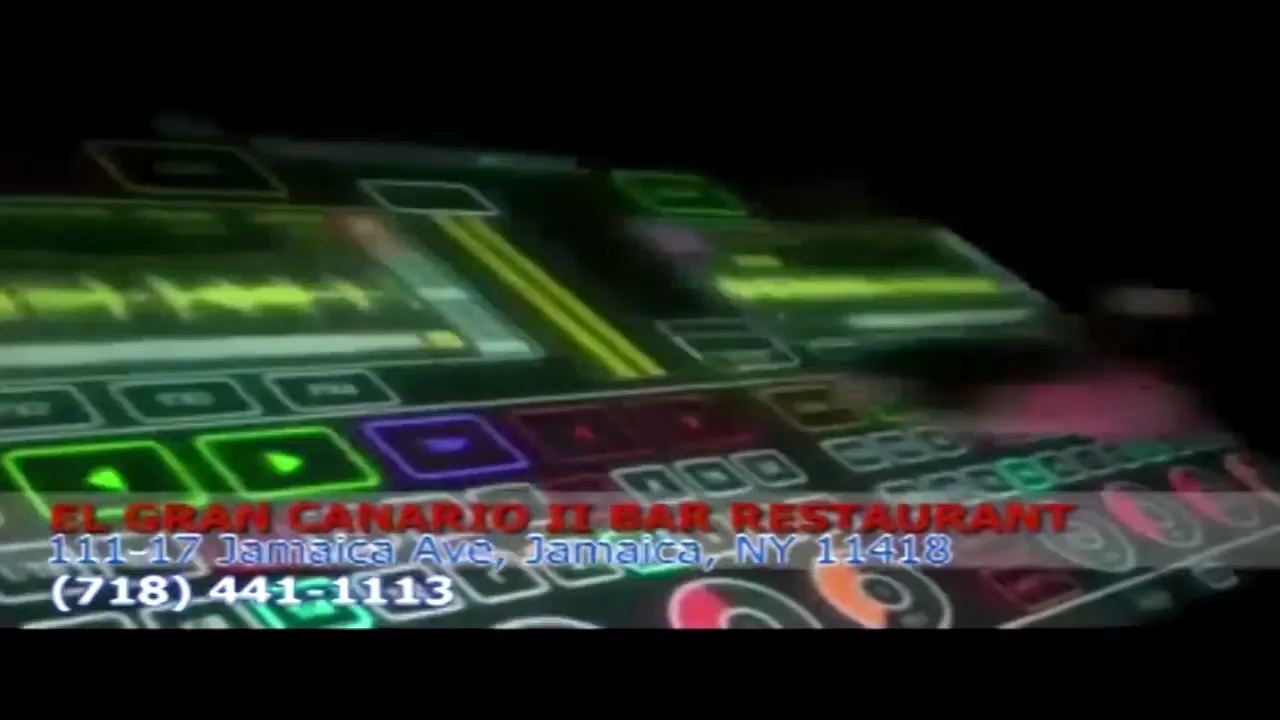 EL GRAN CANARIO II BAR RESTAURANT
111-17 Jamaica Ave, Jamaica, NY 11418
(718) 441-1113